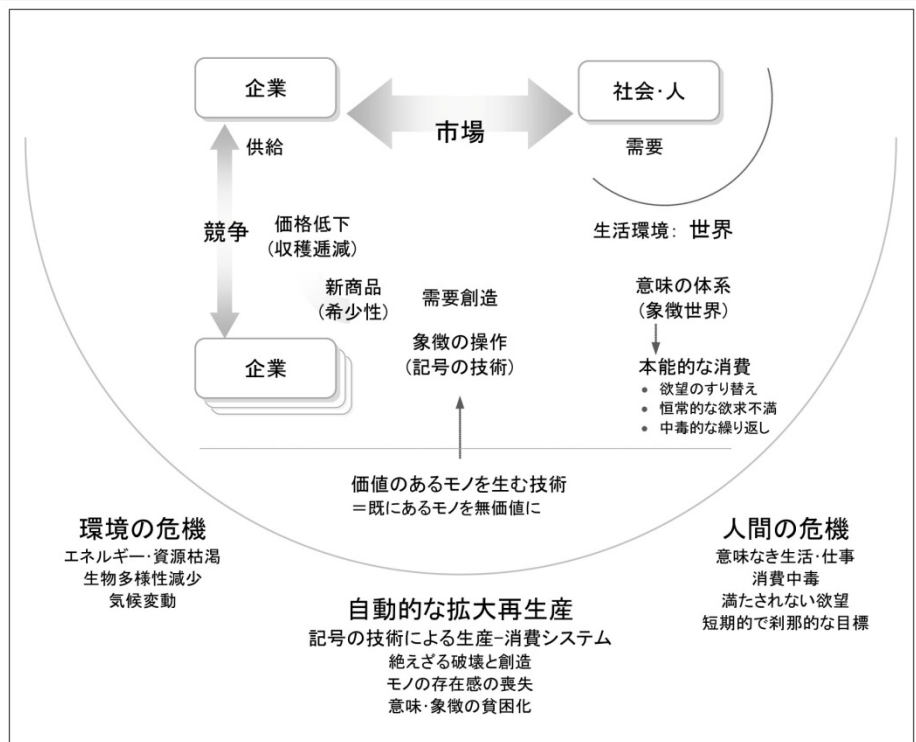 企業
社会・人
市場
供給
需要
競争
価格低下
(収穫逓減)
生活環境： 世界
新商品
(希少性)
需要創造
意味の体系
(象徴世界)
象徴の操作
(記号の技術)
企業
本能的な消費
• 欲望のすり替え
• 恒常的な欲求不満
• 中毒的な繰り返し
価値のあるモノを生む技術
＝既にあるモノを無価値に
環境の危機
エネルギー・資源枯渇
生物多様性減少
気候変動
人間の危機
意味なき生活・仕事
消費中毒
満たされない欲望
短期的で刹那的な目標
自動的な拡大再生産
記号の技術による生産-消費システム
絶えざる破壊と創造
モノの存在感の喪失
意味・象徴の貧困化